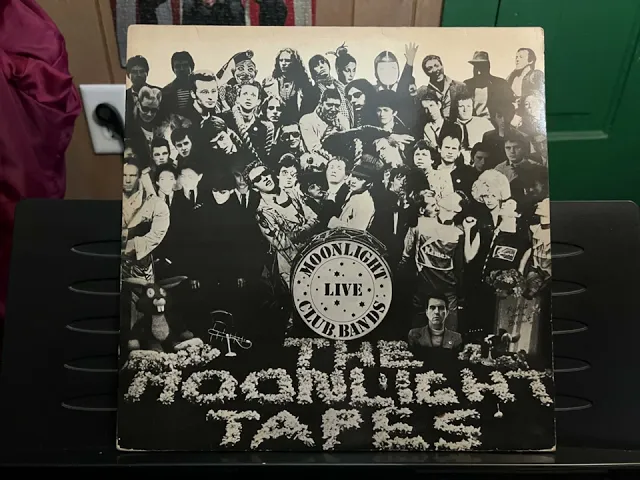 MOONLIGHT
LIVE
CLUB BANDS
THE
MOONLIGHT
TAPES